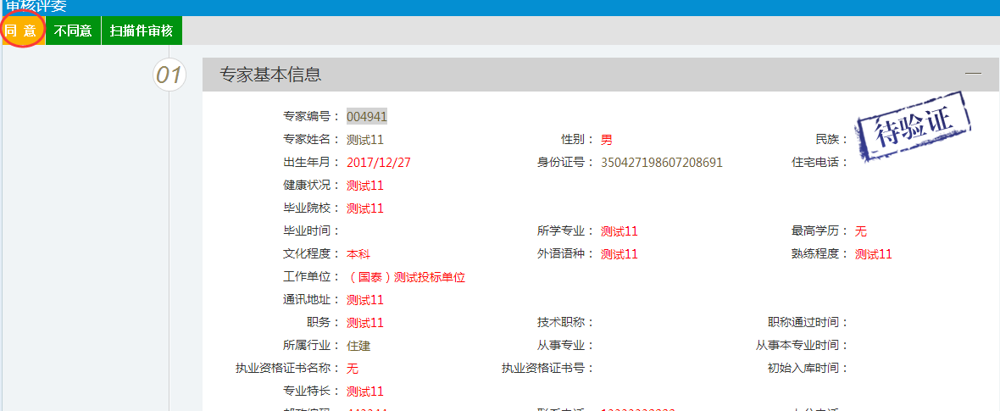 审核评委
同 意 不同意 扫描件审核
01 专家基本信息
专家编号： 004941
待验证
专家姓名： 测试11 性别： 男 民族：
出生年月： 2017/12/27 身份证号： 350427198607208691 住宅电话：
健康状况： 测试11
毕业院校： 测试11
毕业时间： 所学专业： 测试11 最高学历： 无
文化程度： 本科 外语语种： 测试11 熟练程度： 测试11
工作单位： （国泰）测试投标单位
通讯地址： 测试11
职务： 测试11 技术职称： 职称通过时间：
所属行业： 住建 从事专业： 从事本专业时间：
执业资格证书名称： 无 执业资格证书号： 初始入库时间：
专业特长： 测试11